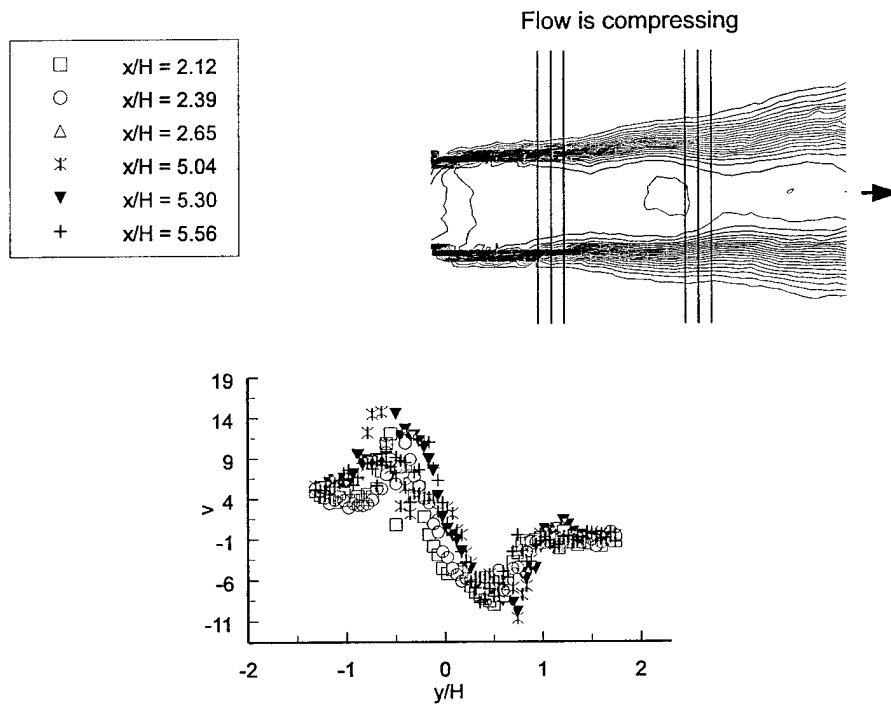 Flow is compressing
x/H = 2.12
x/H = 2.39
x/H = 2.65
x/H = 5.04
x/H = 5.30
x/H = 5.56
19
14
9
4
-1
-6
-11
v
-2
-1
0
1
2
y/H